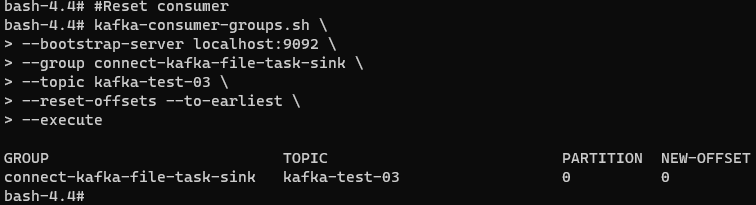 bash-4.4# #Reset consumer
bash-4.4# kafka-consumer-groups.sh \
> --bootstrap-server localhost:9092 \
> --group connect-kafka-file-task-sink \
> --topic kafka-test-03 \
> --reset-offsets --to-earliest \
> --execute

GROUP TOPIC PARTITION NEW-OFFSET
connect-kafka-file-task-sink kafka-test-03 0 0
bash-4.4#